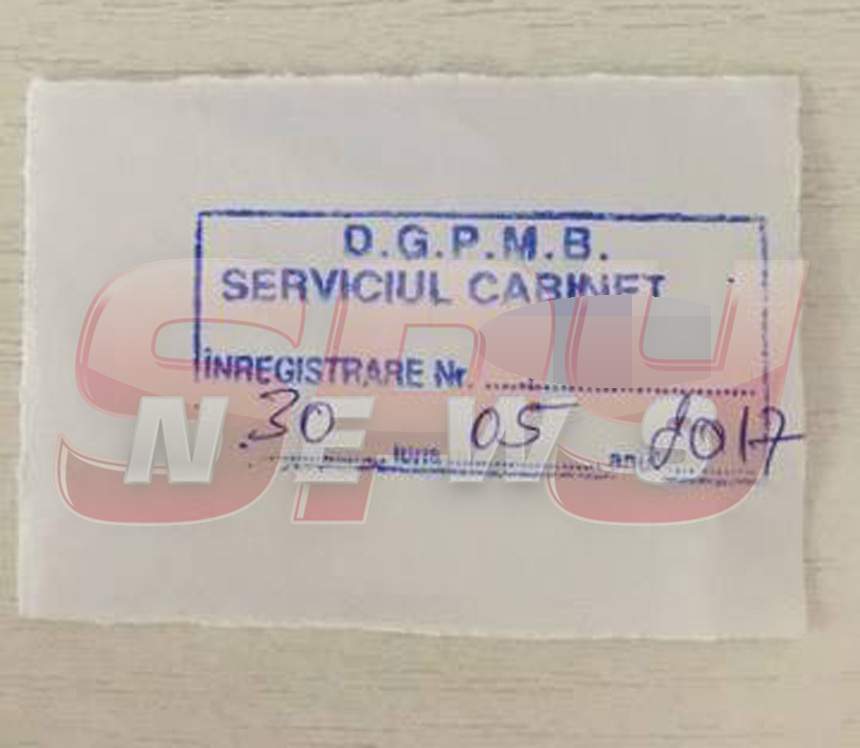 D.G.P.M.B.
SERVICIUL CABINET
ÎNREGISTRARE Nr. ..............................
30 luna 05 anul 2017
SPY
NEWS